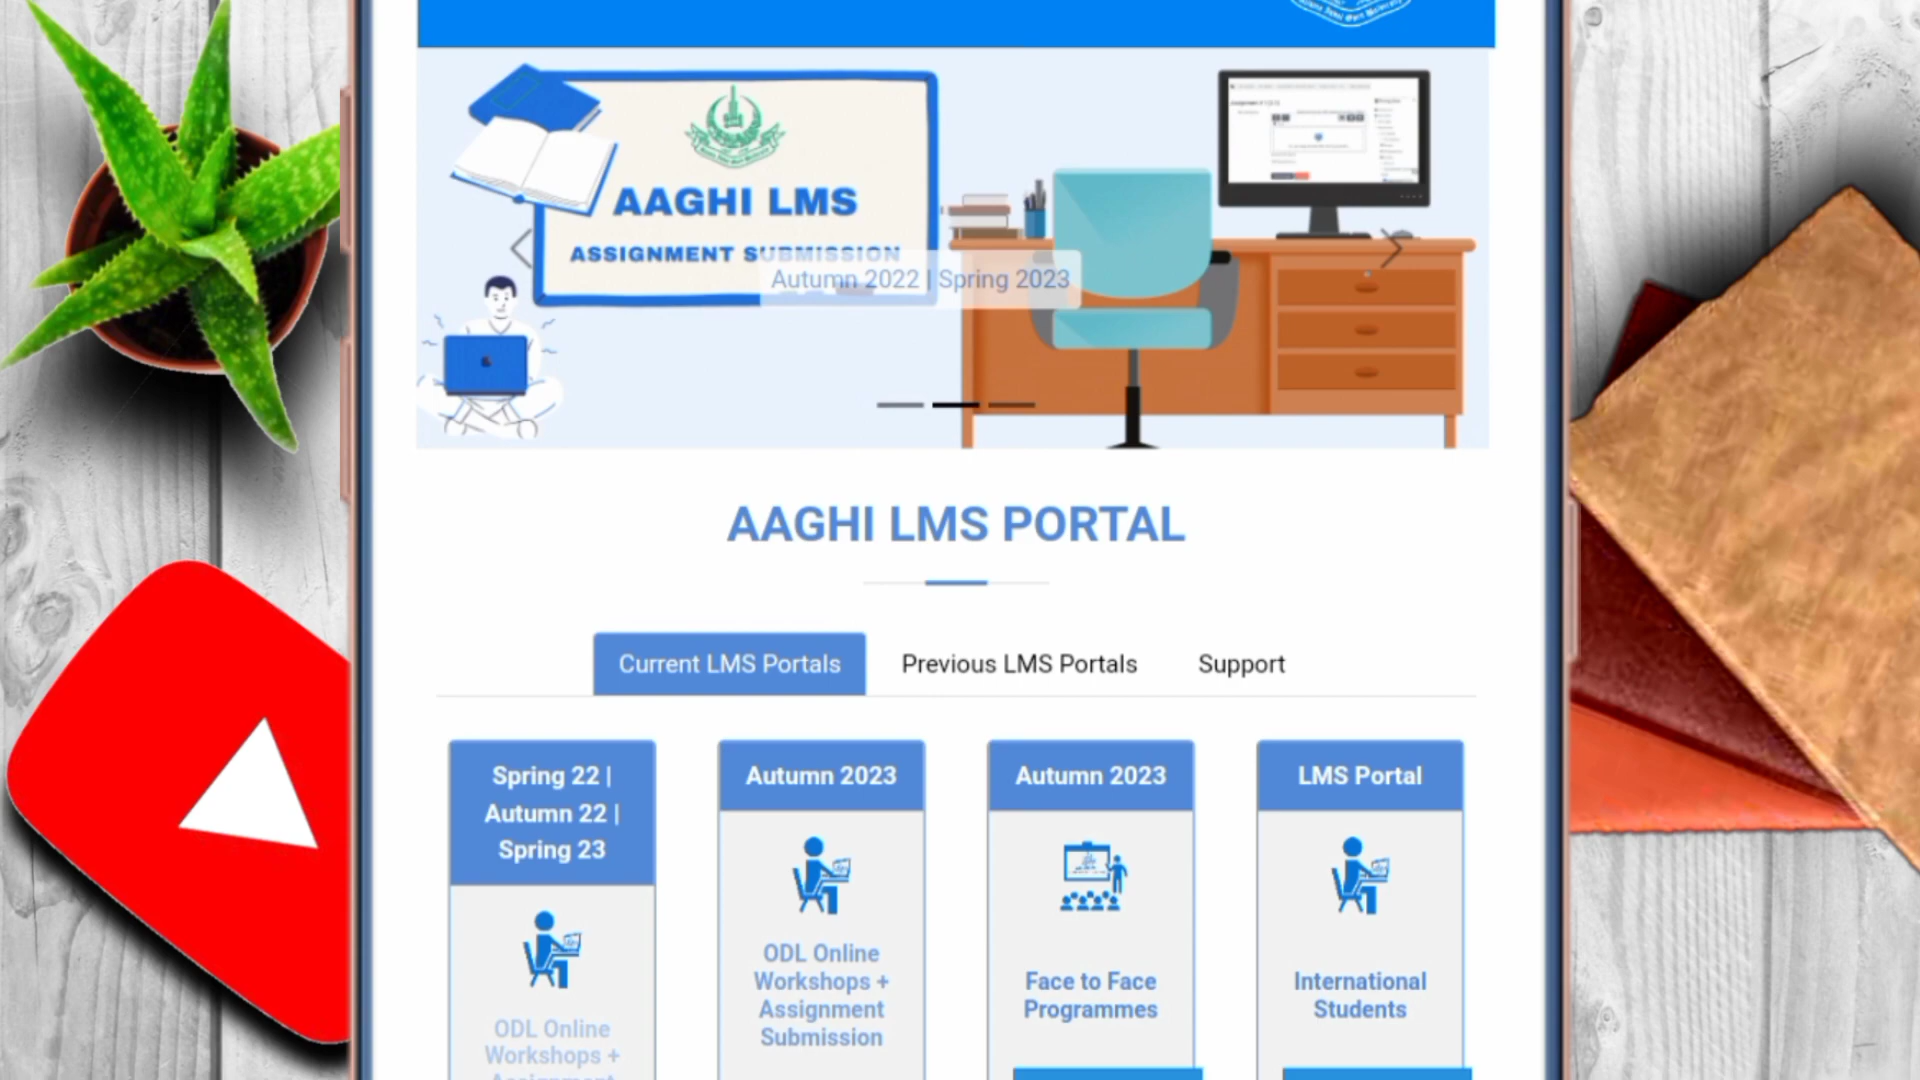 AAGHI LMS
ASSIGNMENT SUBMISSION
Autumn 2022 | Spring 2023
AAGHI LMS PORTAL
Current LMS Portals
Previous LMS Portals
Support
Spring 22 |
Autumn 22 |
Spring 23
ODL Online
Workshops +
Assignment
Autumn 2023
ODL Online
Workshops +
Assignment
Submission
Autumn 2023
Face to Face
Programmes
LMS Portal
International
Students